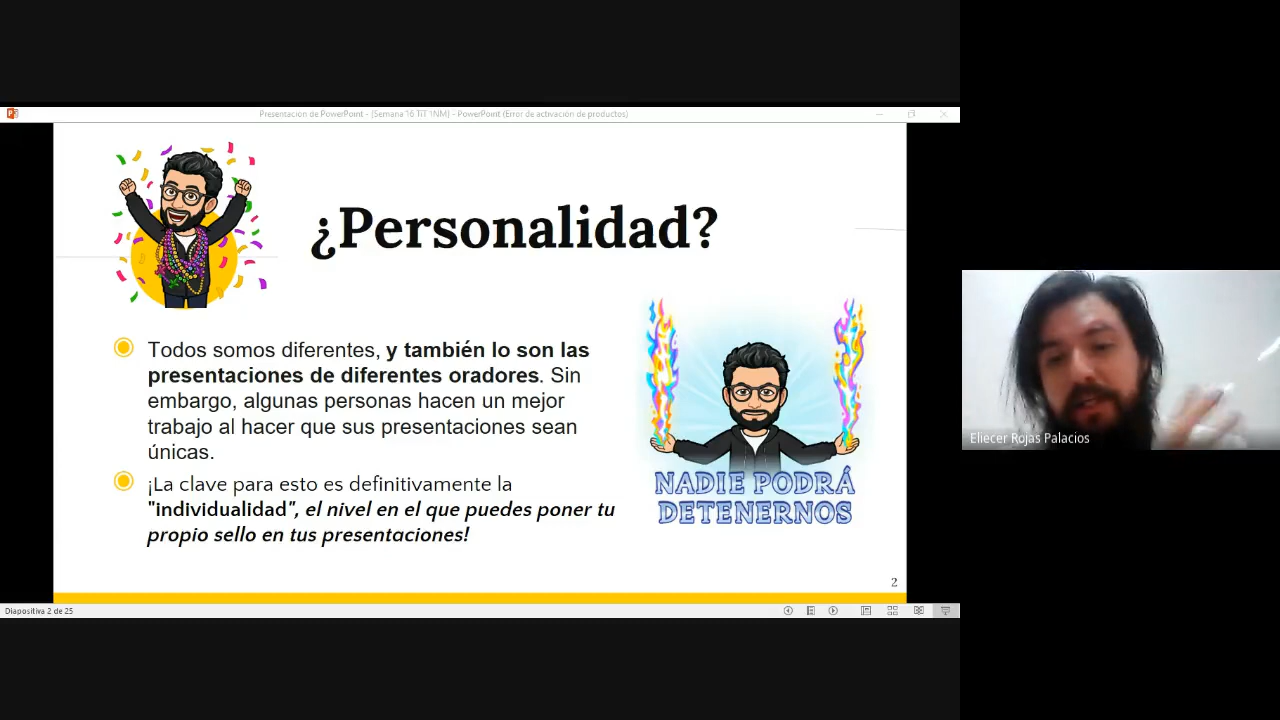 Presentación de PowerPoint - [Semana 16 TIT 1NM] - PowerPoint (Error de activación de productos)
¿Personalidad?
Todos somos diferentes, y también lo son las
presentaciones de diferentes oradores. Sin
embargo, algunas personas hacen un mejor
trabajo al hacer que sus presentaciones sean
únicas.
¡La clave para esto es definitivamente la
"individualidad", el nivel en el que puedes poner tu
propio sello en tus presentaciones!
NADIE PODRÁ
DETENERNOS
2
Diapositiva 2 de 25
Eliecer Rojas Palacios